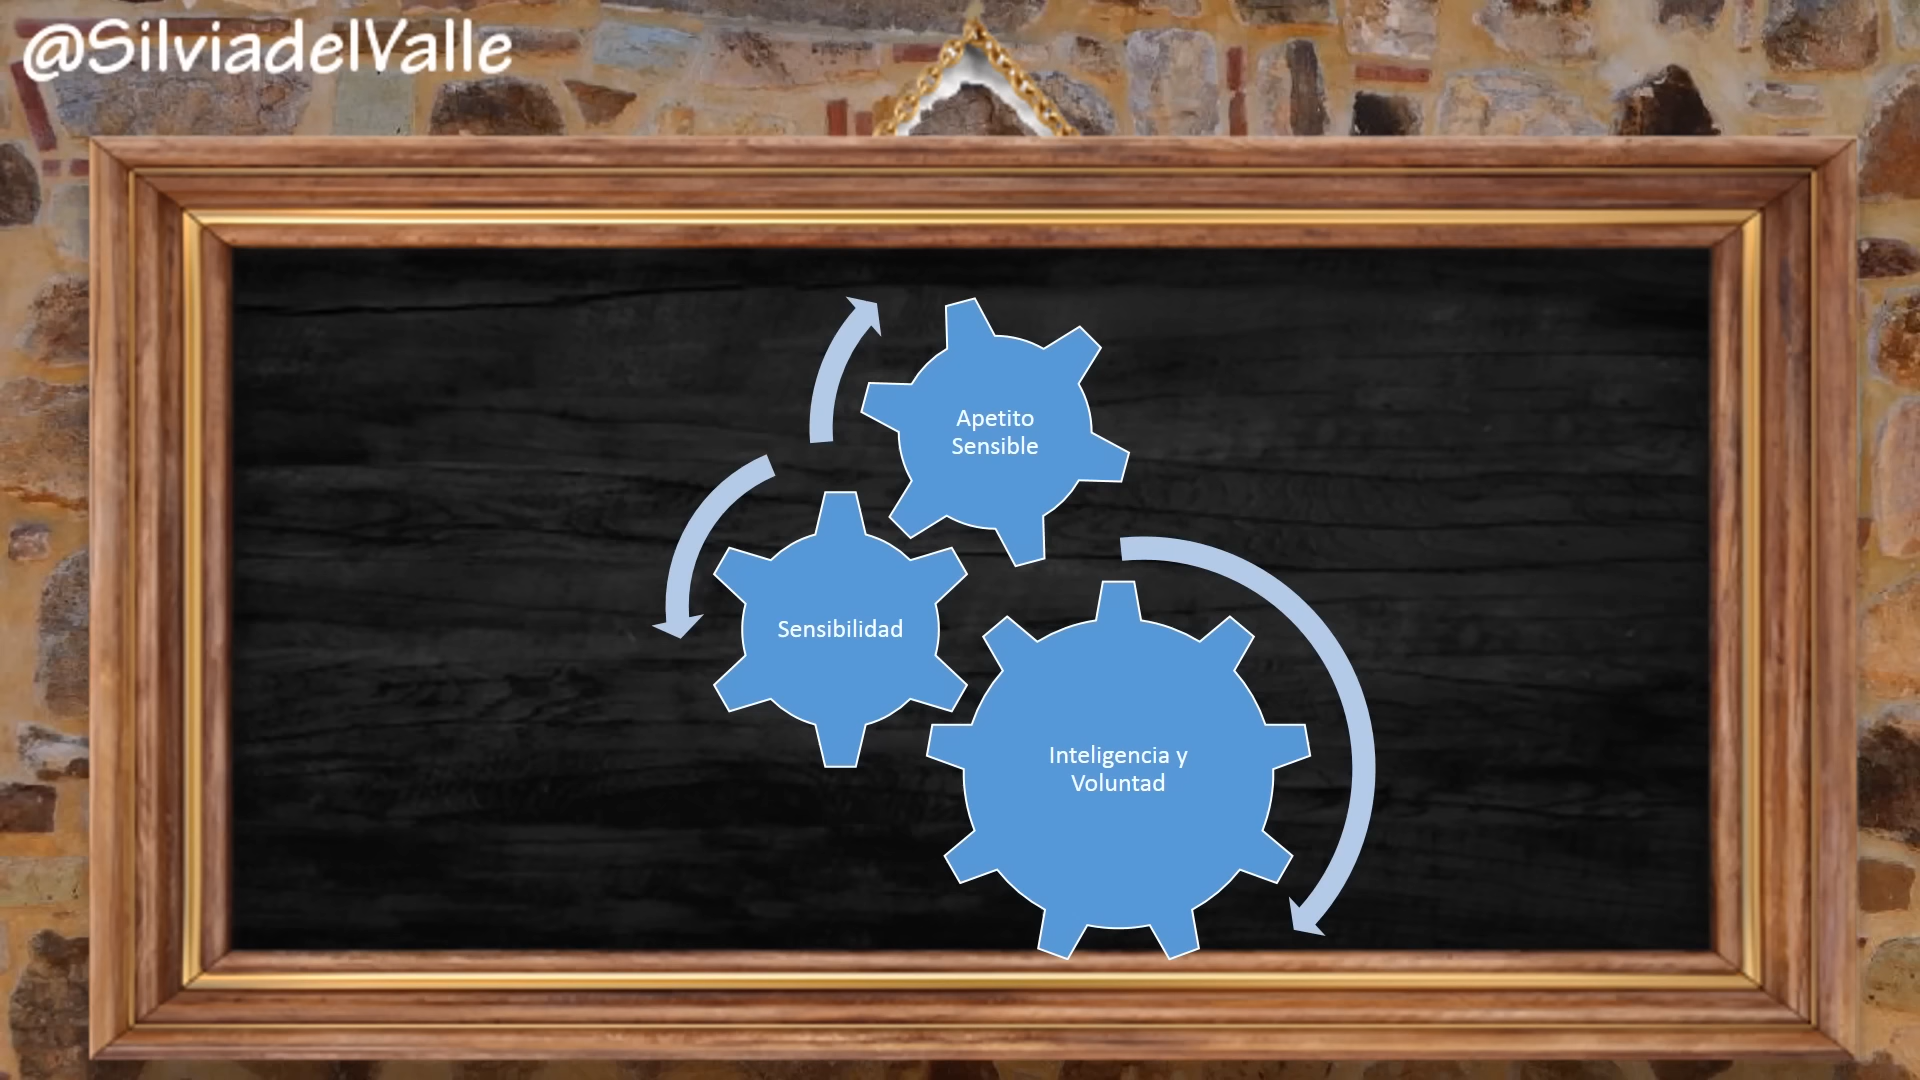 @SilviadelValle
Apetito
Sensible
Sensibilidad
Inteligencia y
Voluntad